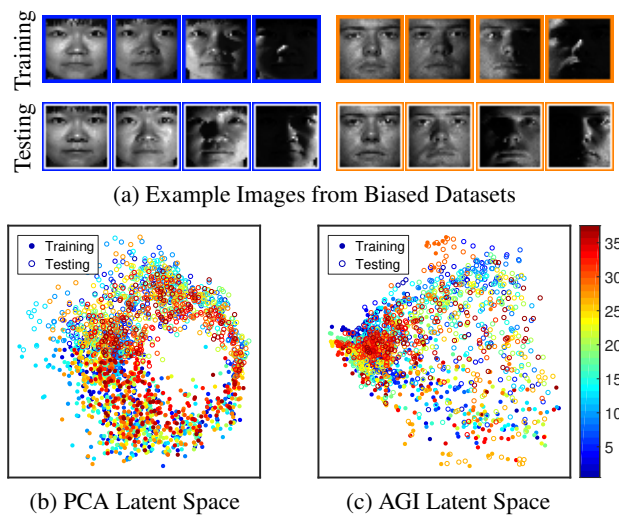 Training
Testing
(a) Example Images from Biased Datasets
Training
Testing
Training
Testing
35
30
25
20
15
10
5
(b) PCA Latent Space
(c) AGI Latent Space